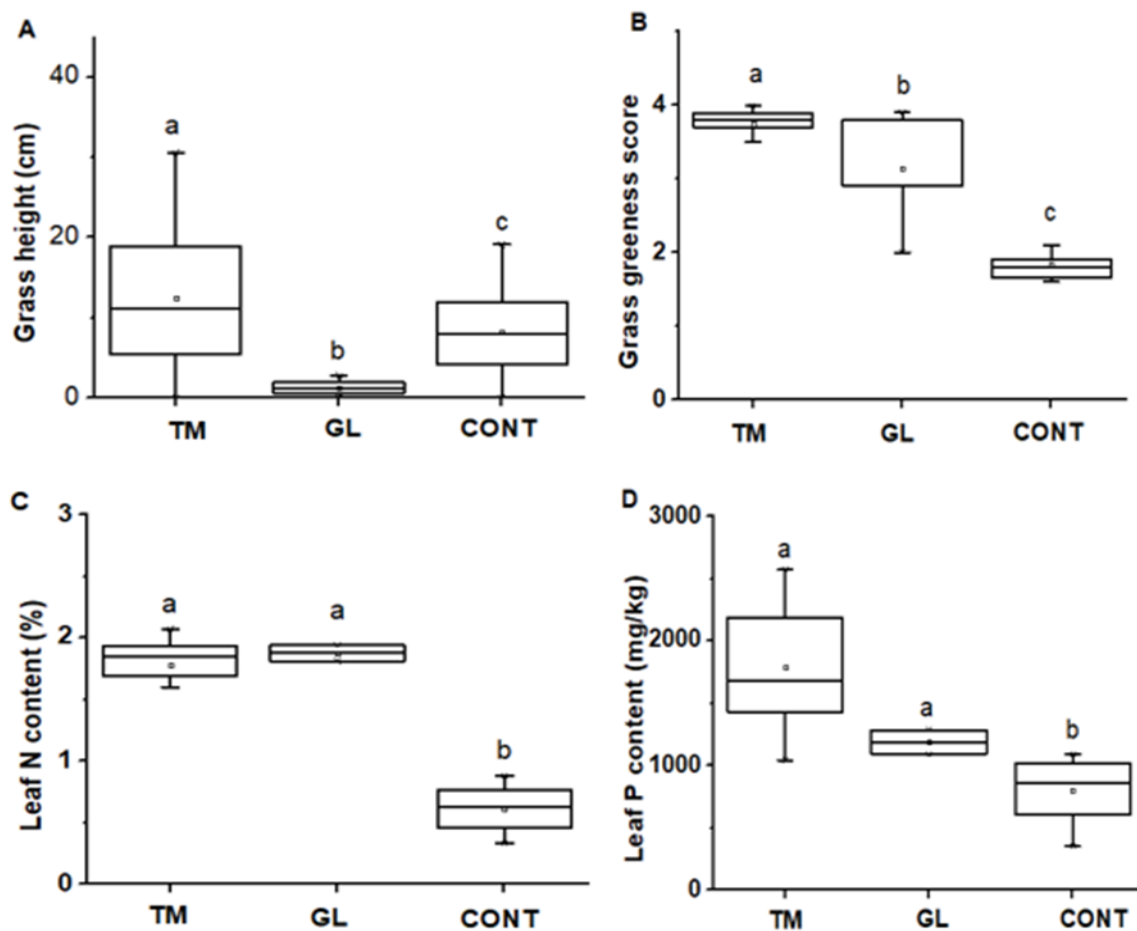 A
Grass height (cm)
40
20
0
a
b
c
TM GL CONT
B
Grass greeness score
4
2
0
a
b
c
TM GL CONT
C
Leaf N content (%)
3
2
1
0
a
a
b
TM GL CONT
D
Leaf P content (mg/kg)
3000
2000
1000
0
a
a
b
TM GL CONT